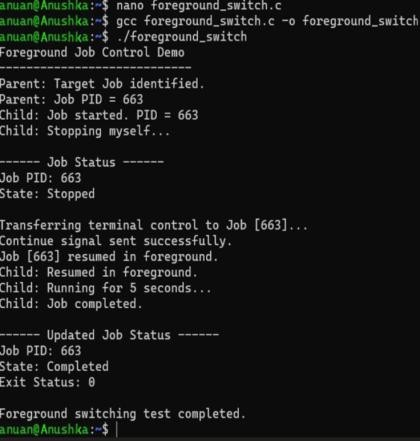 anuan@Anushka:~$ nano foreground_switch.c
anuan@Anushka:~$ gcc foreground_switch.c -o foreground_switch
anuan@Anushka:~$ ./foreground_switch
Foreground Job Control Demo
---------------------------
Parent: Target Job identified.
Parent: Job PID = 663
Child: Job started. PID = 663
Child: Stopping myself...
------ Job Status ------
Job PID: 663
State: Stopped
Transferring terminal control to Job [663]...
Continue signal sent successfully.
Job [663] resumed in foreground.
Child: Resumed in foreground.
Child: Running for 5 seconds...
Child: Job completed.
------ Updated Job Status ------
Job PID: 663
State: Completed
Exit Status: 0
Foreground switching test completed.
anuan@Anushka:~$